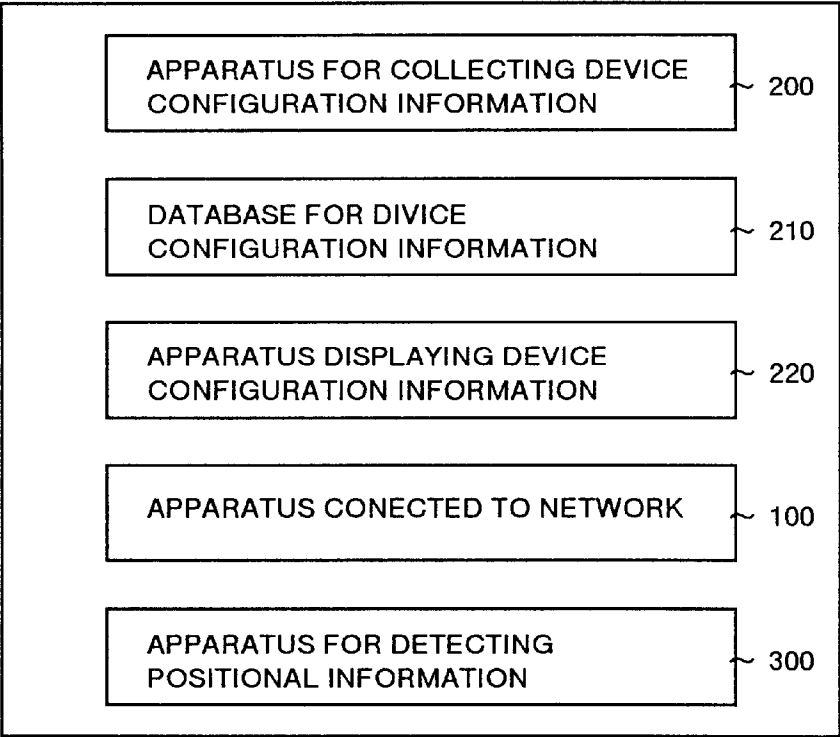 APPARATUS FOR COLLECTING DEVICE
CONFIGURATION INFORMATION
200
DATABASE FOR DIVICE
CONFIGURATION INFORMATION
210
APPARATUS DISPLAYING DEVICE
CONFIGURATION INFORMATION
220
APPARATUS CONECTED TO NETWORK
100
APPARATUS FOR DETECTING
POSITIONAL INFORMATION
300